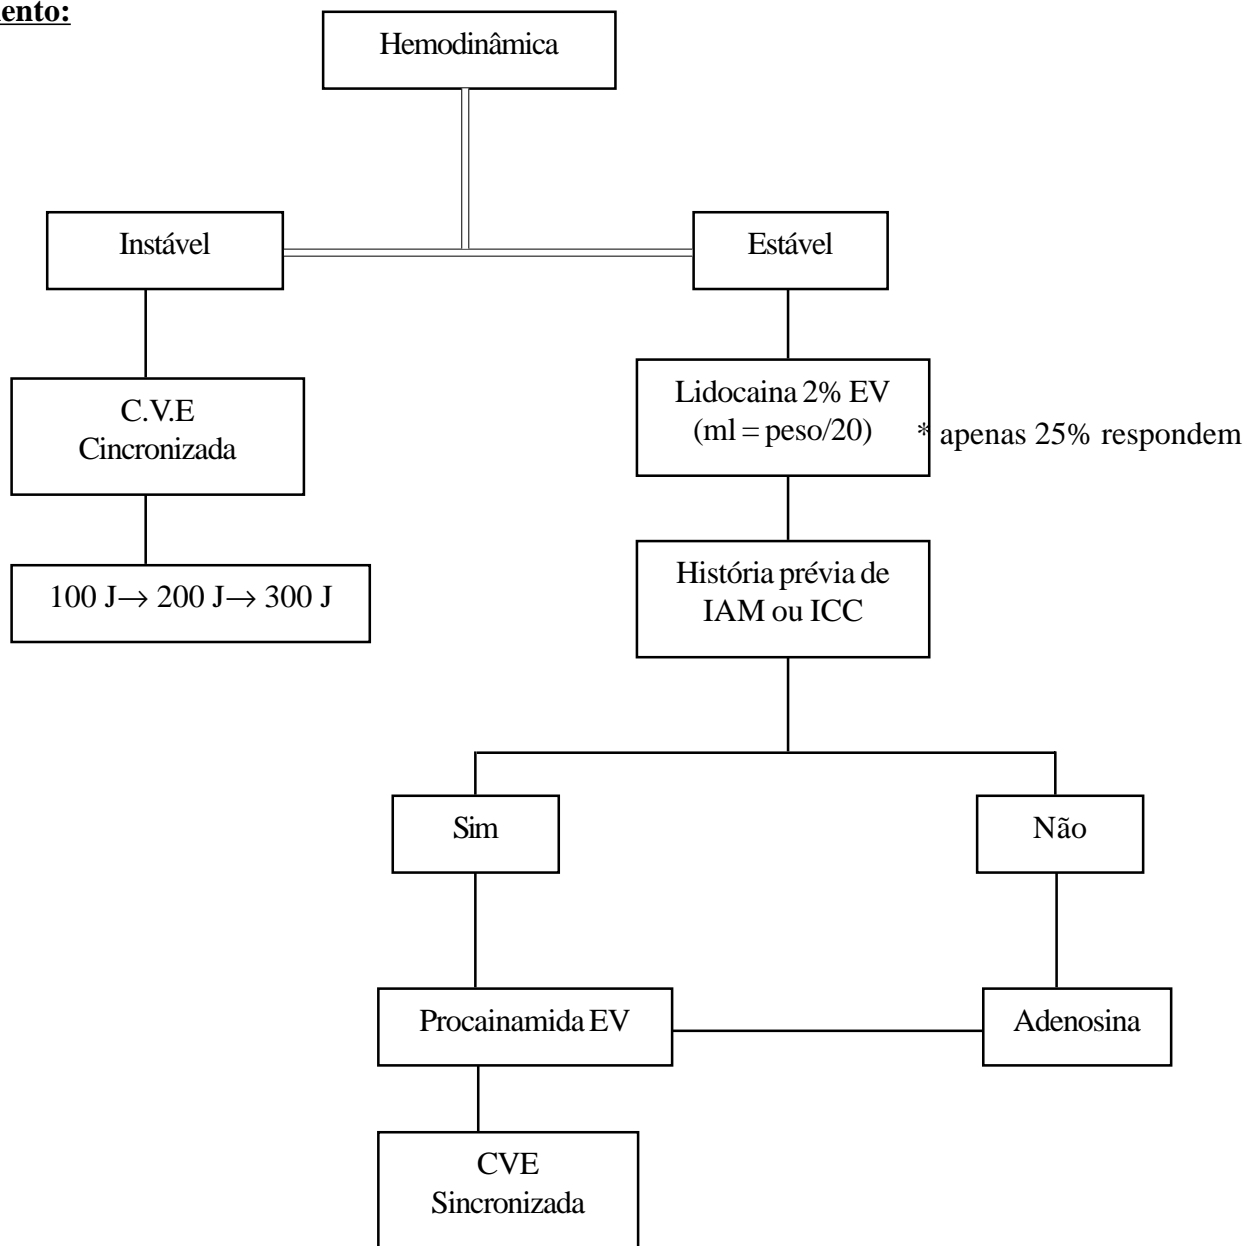 ento:
Hemodinâmica
Instável
Estável
C.V.E
Cincronizada
100 J→ 200 J→ 300 J
Lidocaina 2% EV
(ml = peso/20)
* apenas 25% respondem
História prévia de
IAM ou ICC
Sim
Não
Procainamida EV
Adenosina
CVE
Sincronizada